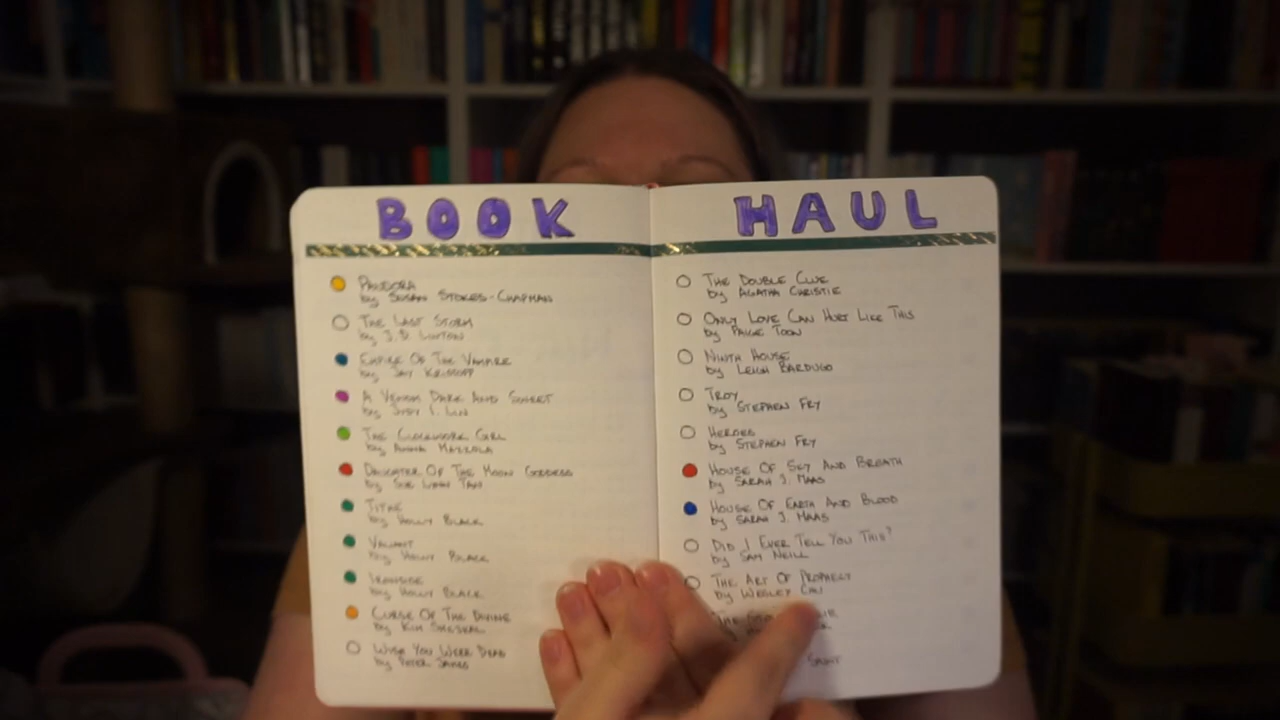 BOOK HAUL
PANDORA
by SUSAN STOKES-CHAPMAN
THE LAST STORM
by
EMPIRE OF THE VAMPIRE
by JAY KRISTOFF
A VENOM DARK AND SWEET
by JUDY I. LIN
THE CLOCKWORK GIRL
by ANNA MAZZOLA
DAUGHTER OF THE MOON GODDESS
by SUE LYNN TAN
TITHE
by HOLLY BLACK
VALIANT
by HOLLY BLACK
IRONSIDE
by HOLLY BLACK
CURSE OF THE DIVINE
by KIM
WISH YOU WERE DEAD
by PETER JAMES
THE DOUBLE CLUE
by AGATHA CHRISTIE
ONLY LOVE CAN HURT LIKE THIS
by PAIGE TOON
NINTH HOUSE
by LEIGH BARDUGO
TROY
by STEPHEN FRY
HEROES
by STEPHEN FRY
HOUSE OF SKY AND BREATH
by SARAH J. MAAS
HOUSE OF EARTH AND BLOOD
by SARAH J. MAAS
DID I EVER TELL YOU THIS?
by SAM NEILL
THE ART OF PROPHECY
by WESLEY CHU
THE
SAINT